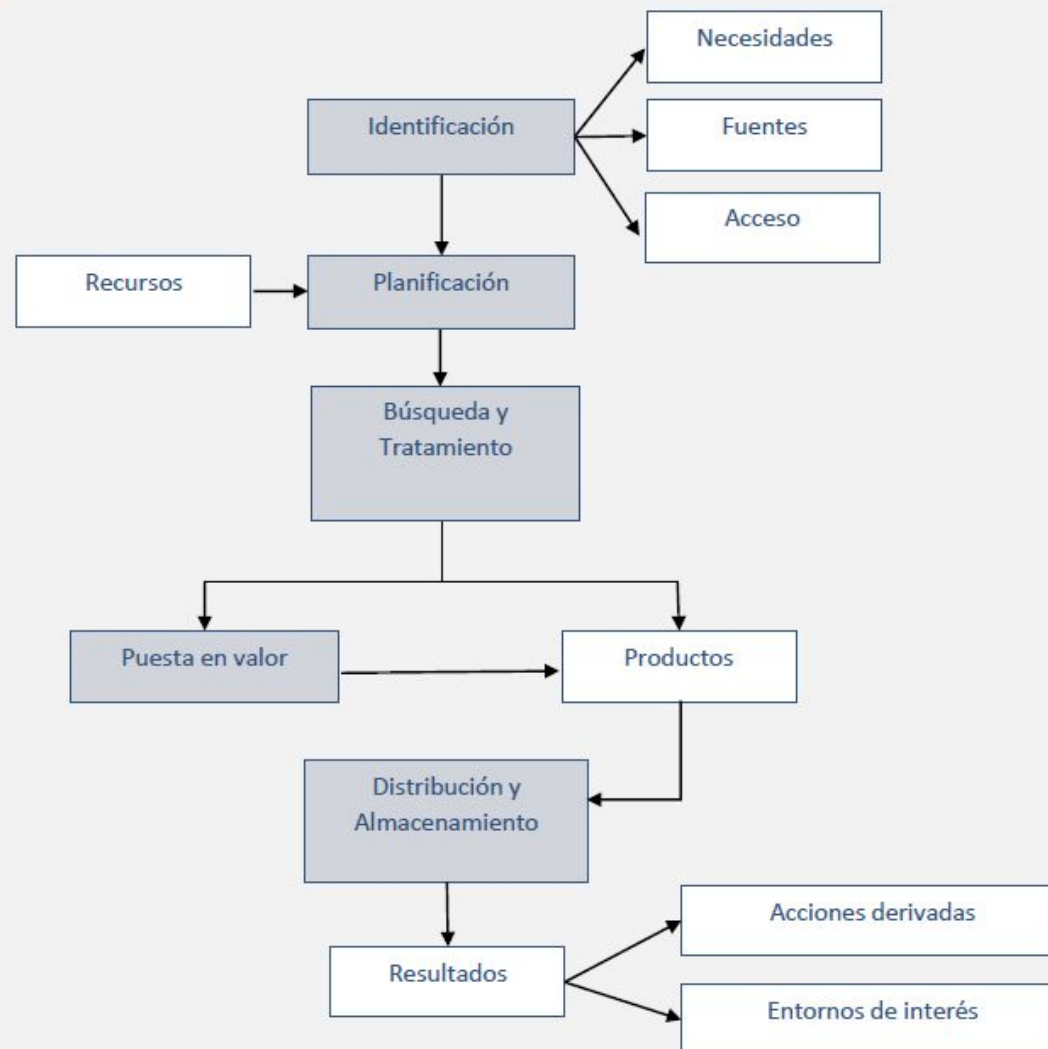 Necesidades
Identificación
Fuentes
Acceso
Recursos
Planificación
Búsqueda y
Tratamiento
Puesta en valor
Productos
Distribución y
Almacenamiento
Acciones derivadas
Resultados
Entornos de interés